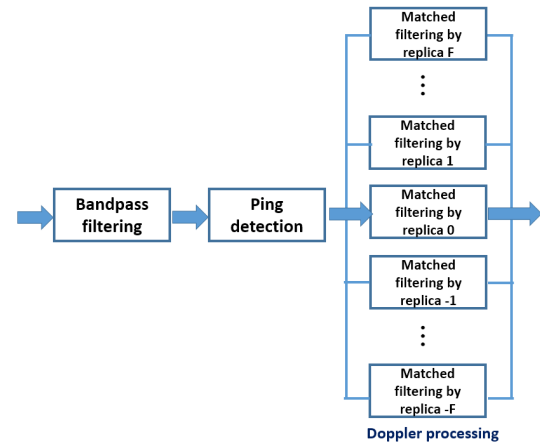 Matched
filtering by
replica F
⋮
Matched
filtering by
replica 1
Bandpass
filtering
Ping
detection
Matched
filtering by
replica 0
Matched
filtering by
replica -1
⋮
Matched
filtering by
replica -F
Doppler processing